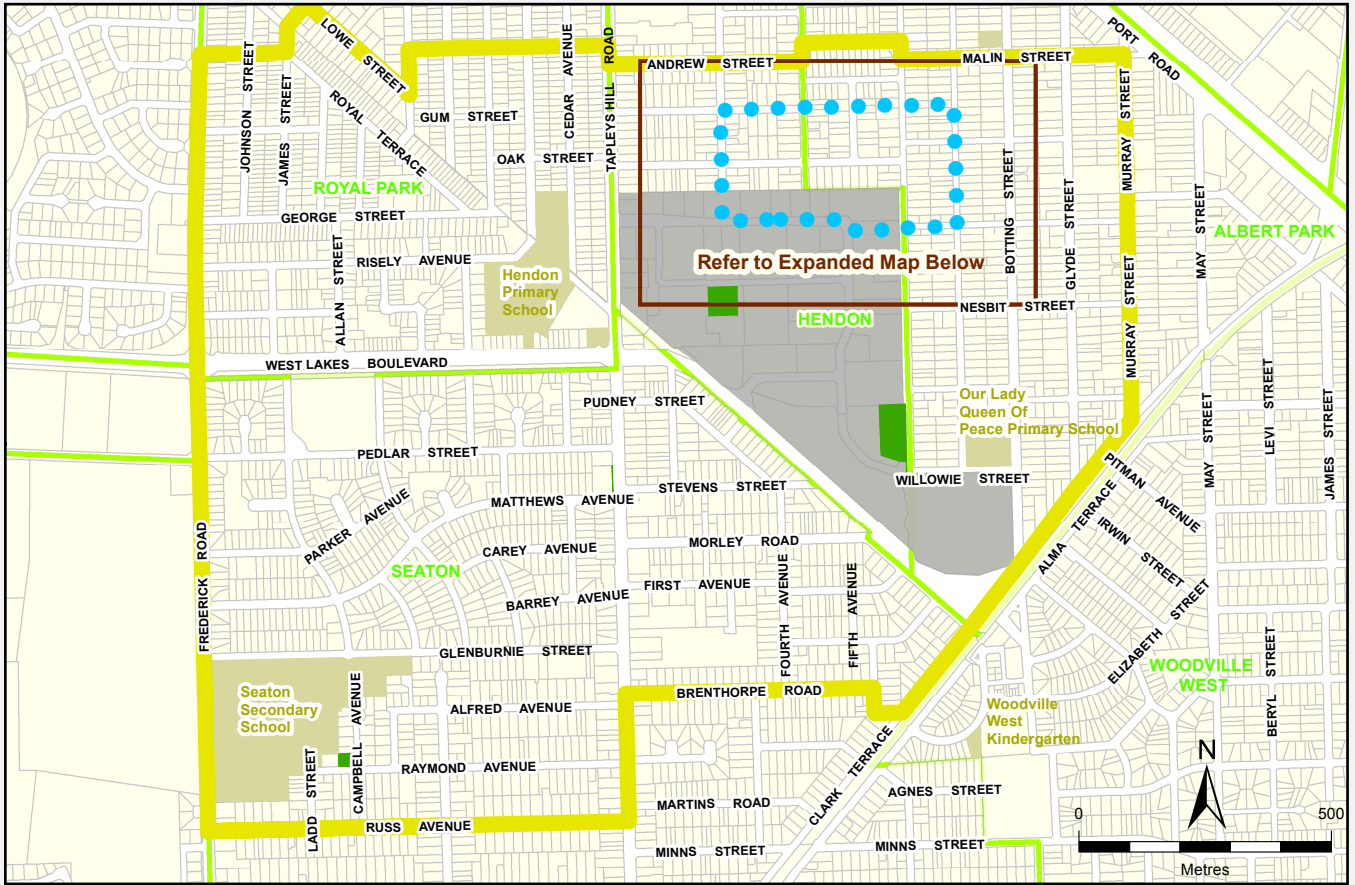 LOWE STREET
PORT ROAD
JOHNSON STREET
JAMES STREET
ROYAL TERRACE
GUM STREET
OAK STREET
CEDAR AVENUE
TAPLEYS HILL ROAD
ANDREW STREET
MALIN STREET
MURRAY STREET
ROYAL PARK
GEORGE STREET
ALLAN STREET
RISELY AVENUE
Hendon
Primary
School
Refer to Expanded Map Below
BOTTING STREET
GLYDE STREET
MAY STREET
ALBERT PARK
NESBIT STREET
HENDON
MURRAY STREET
WEST LAKES BOULEVARD
PUDNEY STREET
Our Lady
Queen Of
Peace Primary School
MAY STREET
LEVI STREET
JAMES STREET
PEDLAR STREET
PARKER AVENUE
MATTHEWS AVENUE
STEVENS STREET
WILLOWIE STREET
PITMAN AVENUE
IRWIN STREET
ALMA TERRACE
CAREY AVENUE
MORLEY ROAD
SEATON
FREDERICK ROAD
BARREY AVENUE
FIRST AVENUE
FOURTH AVENUE
FIFTH AVENUE
ELIZABETH STREET
GLENBURNIE STREET
WOODVILLE
WEST
BERYL STREET
Seaton
Secondary
School
CAMPBELL AVENUE
ALFRED AVENUE
BRENTHORPE ROAD
Woodville
West
Kindergarten
LADD STREET
RAYMOND AVENUE
CLARK TERRACE
AGNES STREET
MARTINS ROAD
RUSS AVENUE
MINNS STREET
MINNS STREET
N
0 500
Metres